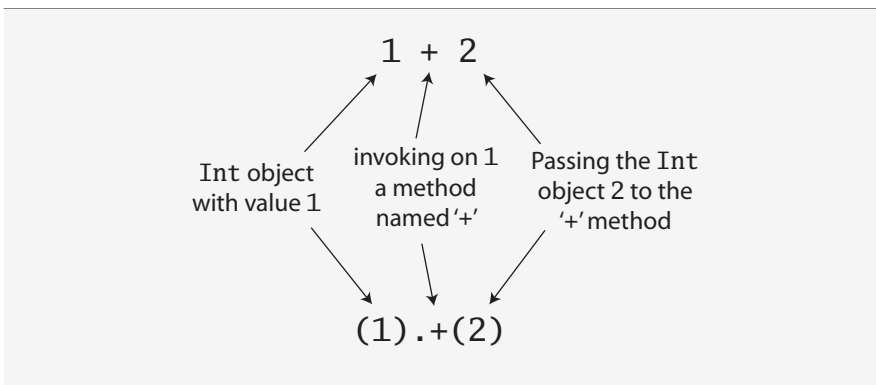 1 + 2
Int object
with value 1
invoking on 1
a method
named ‘+’
Passing the Int
object 2 to the
‘+’ method
(1).+(2)